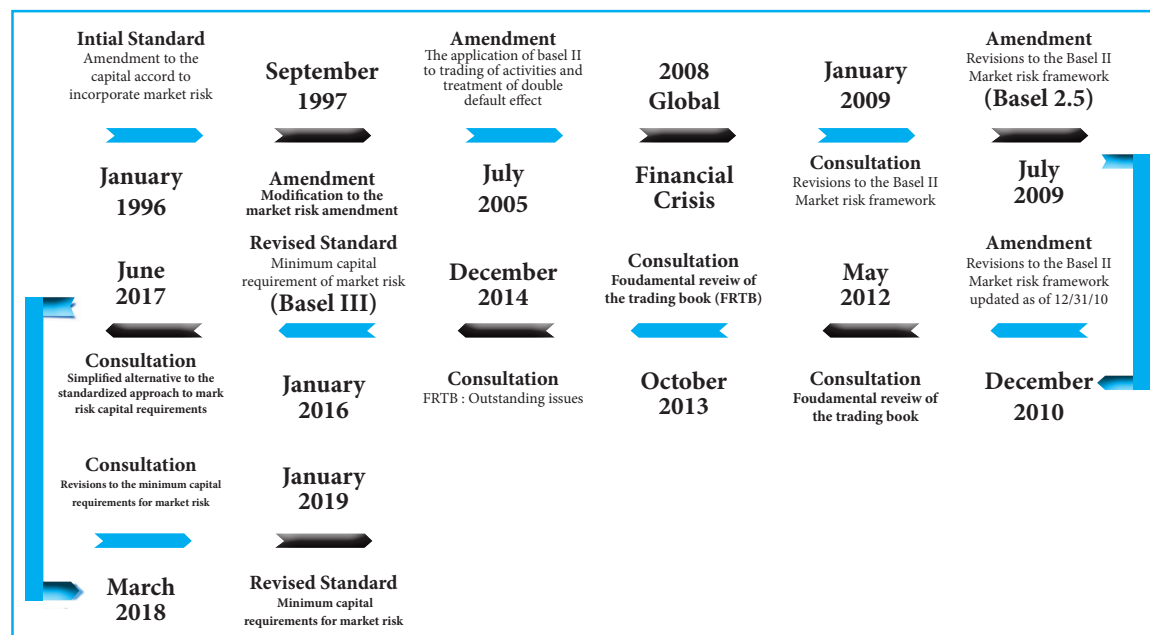 Intial Standard
Amendment to the
capital accord to
incorporate market risk
January
1996
September
1997
Amendment
Modification to the
market risk amendment
Amendment
The application of basel II
to trading of activities and
treatment of double
default effect
July
2005
2008
Global
Financial
Crisis
January
2009
Consultation
Revisions to the Basel II
Market risk framework
Amendment
Revisions to the Basel II
Market risk framework
(Basel 2.5)
July
2009
Amendment
Revisions to the Basel II
Market risk framework
updated as of 12/31/10
December
2010
May
2012
Consultation
Foudamental reveiw of
the trading book
Consultation
Foudamental reveiw of
the trading book (FRTB)
October
2013
December
2014
Consultation
FRTB : Outstanding issues
Revised Standard
Minimum capital
requirement of market risk
(Basel III)
January
2016
June
2017
Consultation
Simplified alternative to the
standardized approach to mark
risk capital requirements
Consultation
Revisions to the minimum capital
requirements for market risk
March
2018
January
2019
Revised Standard
Minimum capital
requirements for market risk